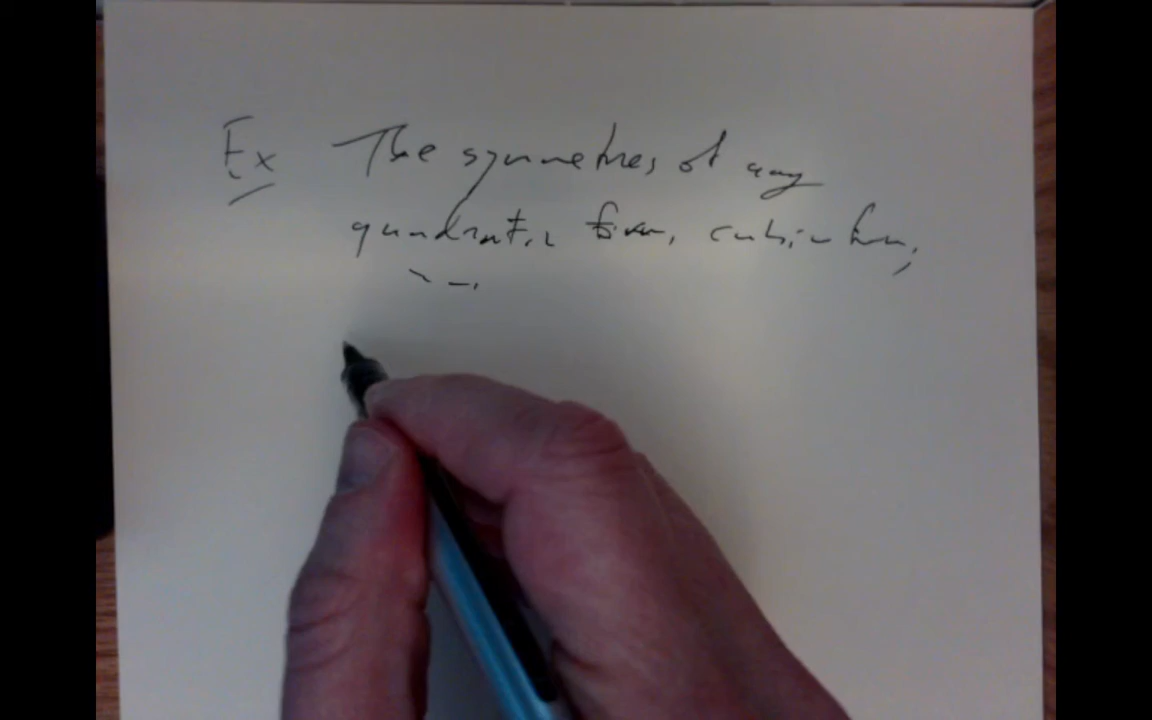 Ex The symmetries of any
quadratic form, cubic form,
....